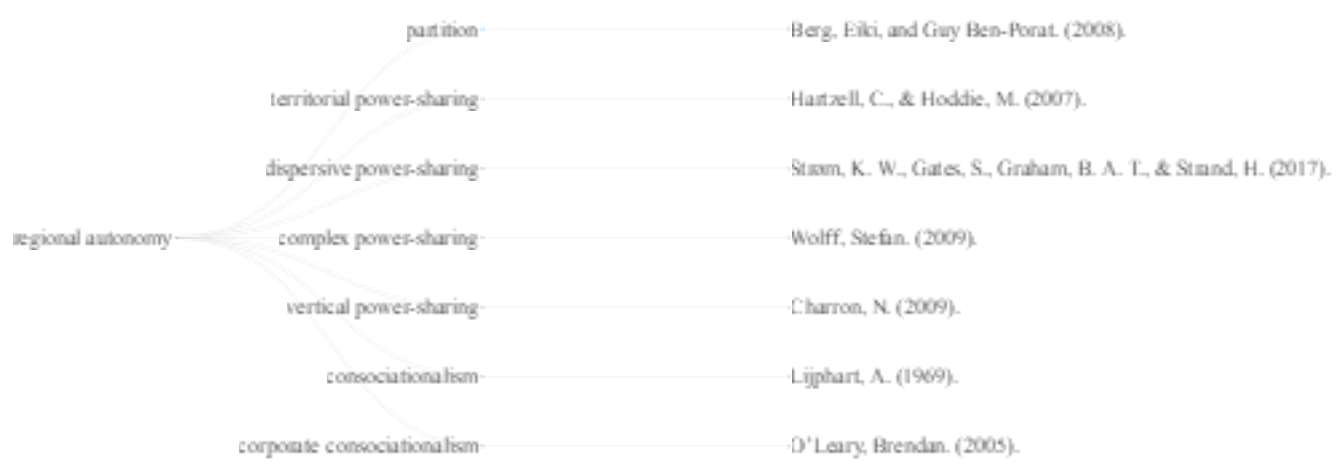 partition Berg, Eiki, and Guy Ben-Porat. (2008).
territorial power-sharing Hartzell, C., & Hoddie, M. (2007).
dispersive power-sharing Strøm, K. W., Gates, S., Graham, B. A. T., & Strand, H. (2017).
regional autonomy complex power-sharing Wolff, Stefan. (2009).
vertical power-sharing Charron, N. (2009).
consociationalism Lijphart, A. (1969).
corporate consociationalism O'Leary, Brendan. (2005).